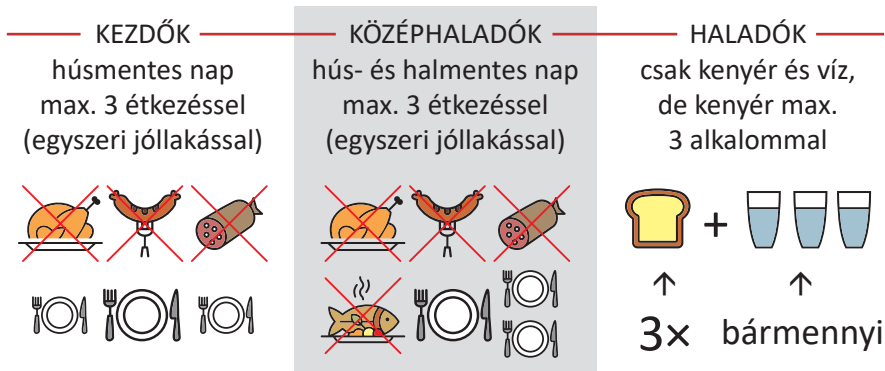 KEZDŐK
húsmentes nap
max. 3 étkezéssel
(egyszeri jóllakással)
KÖZÉPHALADÓK
hús- és halmentes nap
max. 3 étkezéssel
(egyszeri jóllakással)
HALADÓK
csak kenyér és víz,
de kenyér max.
3 alkalommal
+
↑ ↑
3× bármennyi